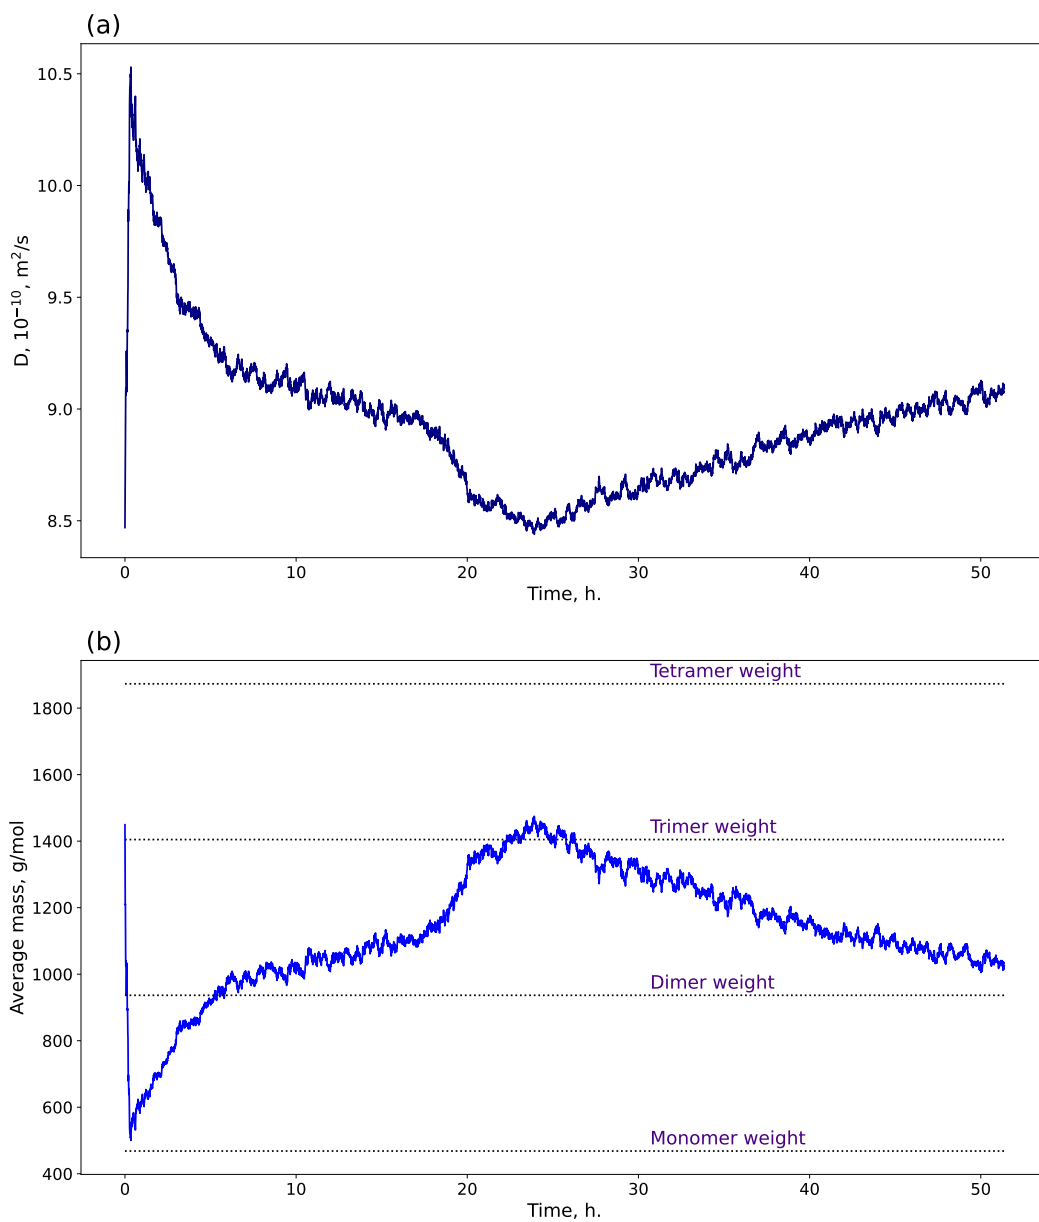 (a)
10.5
10.0
9.5
9.0
8.5
D, 10⁻¹⁰, m²/s
0 10 20 30 40 50
Time, h.
(b)
1800
1600
1400
1200
1000
800
600
400
Average mass, g/mol
Tetramer weight
Trimer weight
Dimer weight
Monomer weight
0 10 20 30 40 50
Time, h.